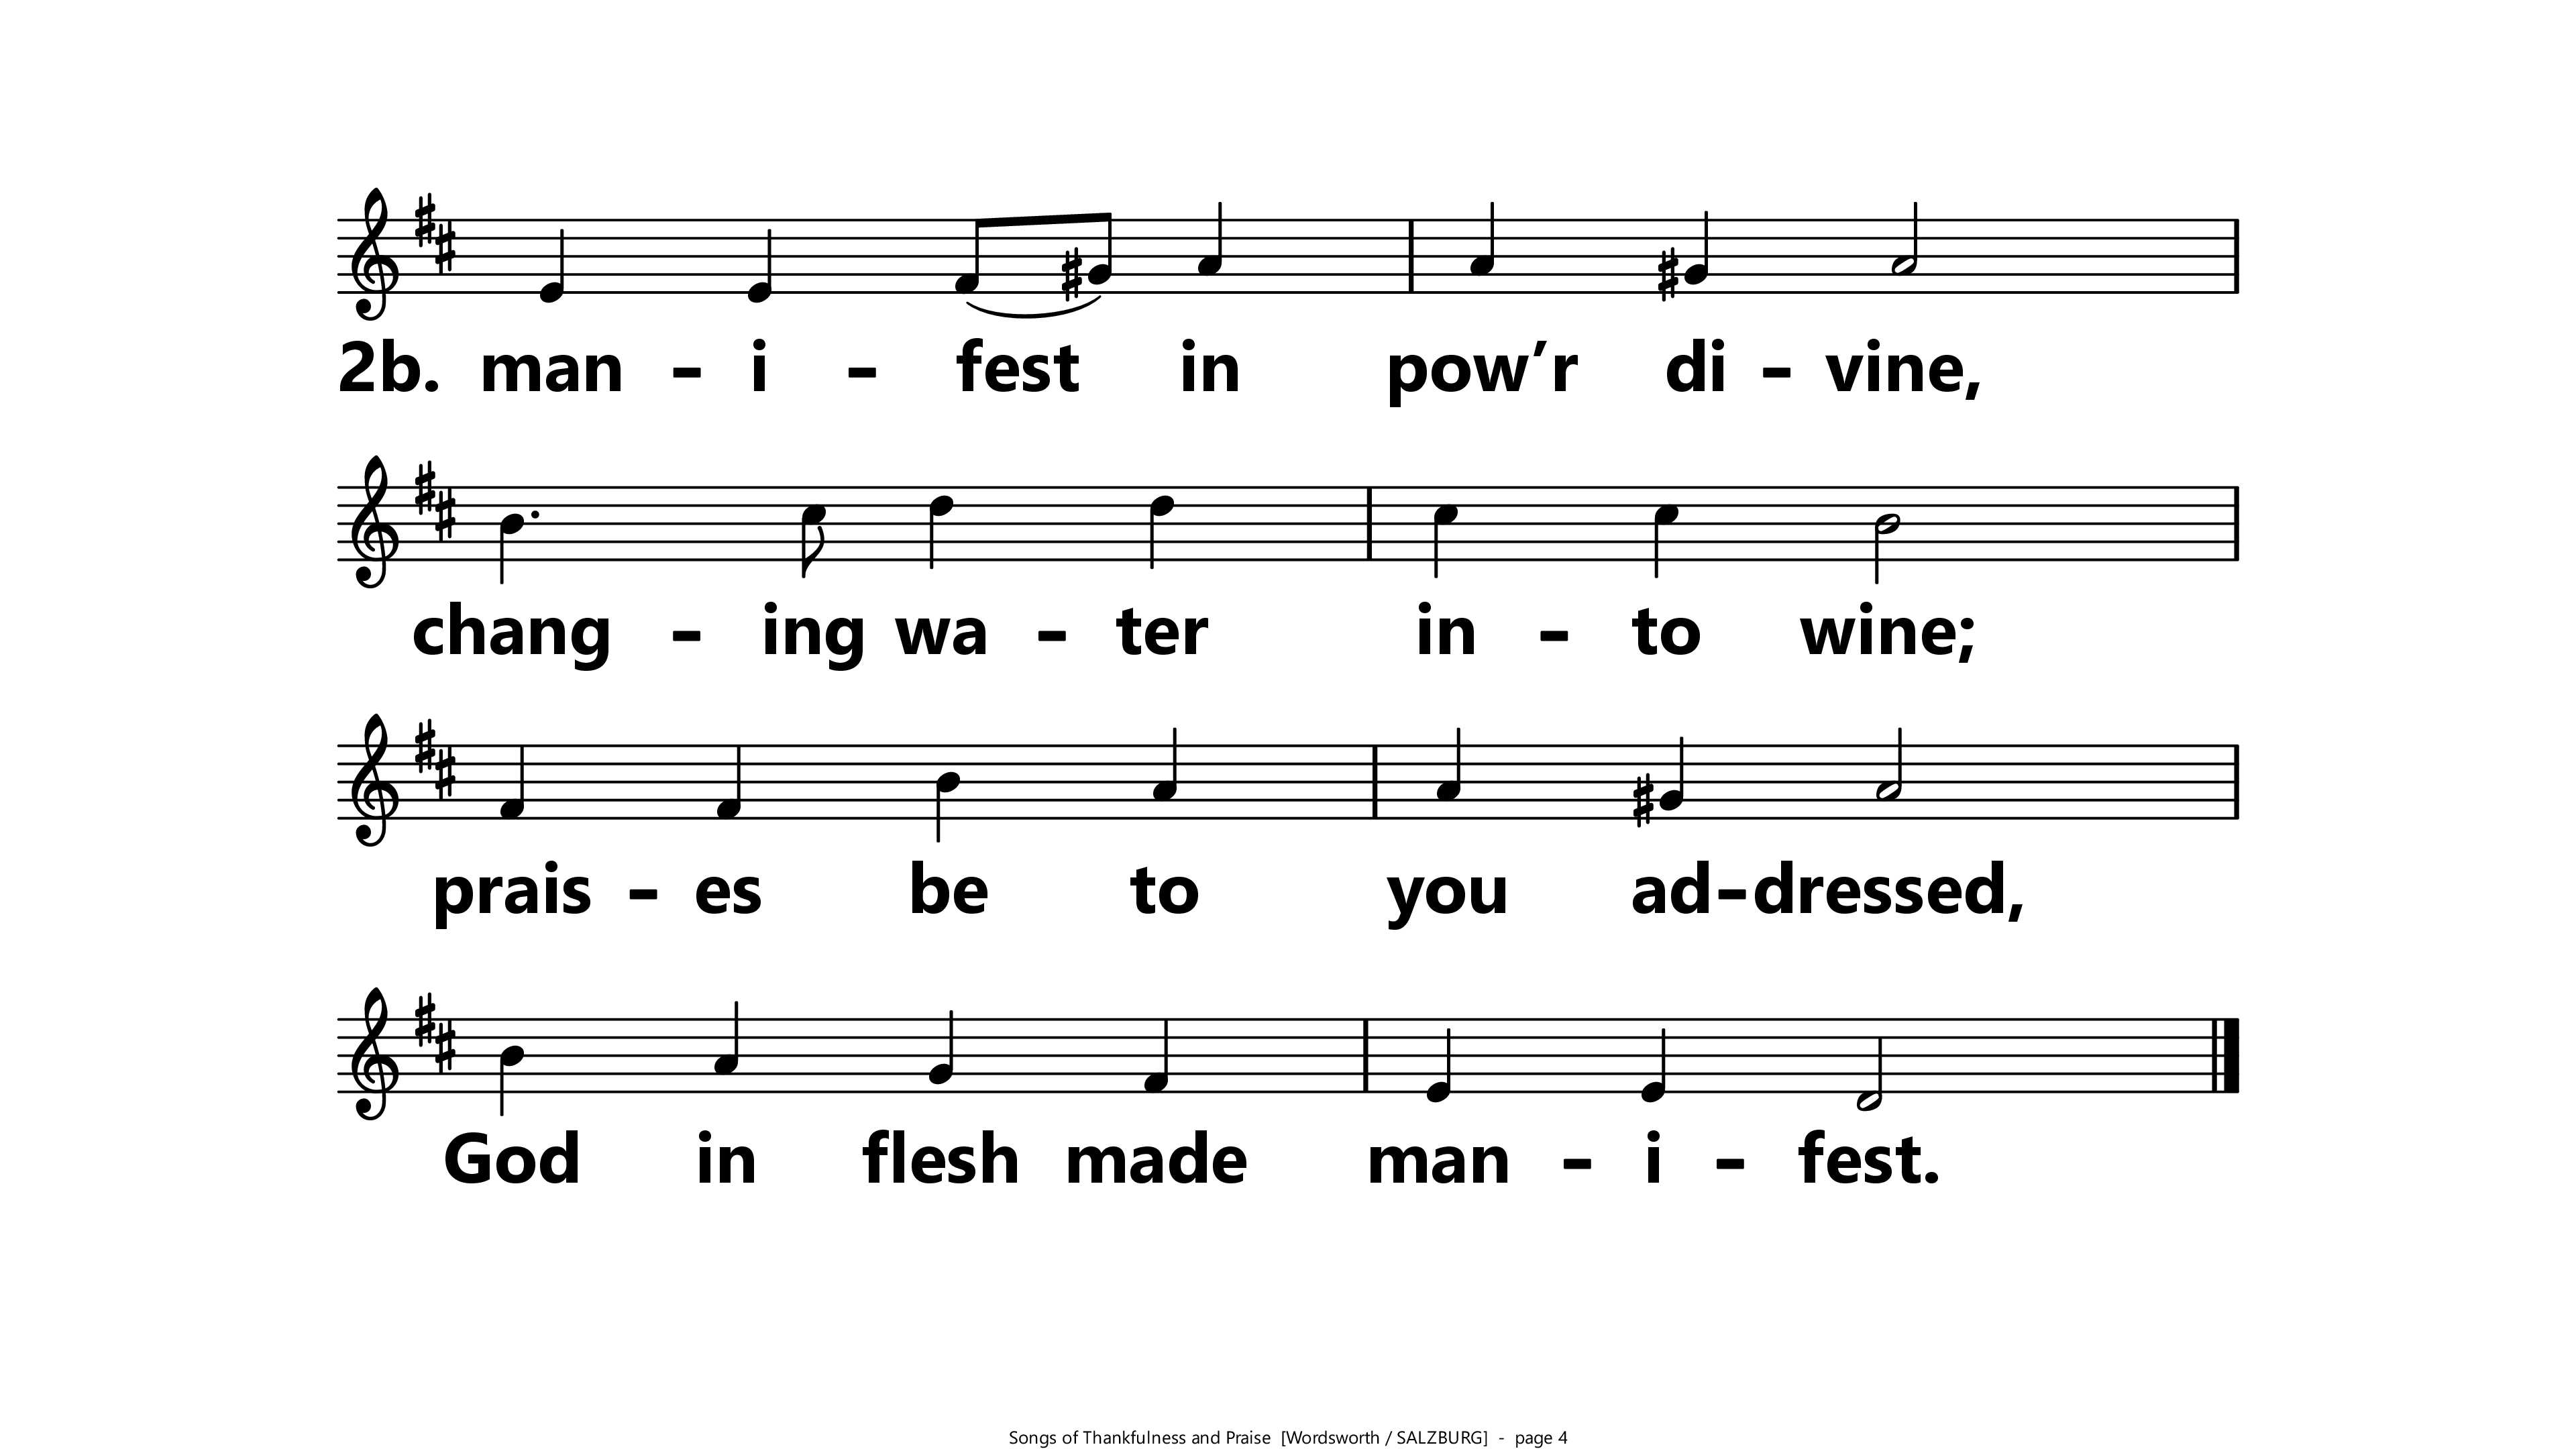 2b. man - i - fest in pow’r di - vine,
chang - ing wa - ter in - to wine;
prais - es be to you ad-dressed,
God in flesh made man - i - fest.
Songs of Thankfulness and Praise [Wordsworth / SALZBURG] - page 4